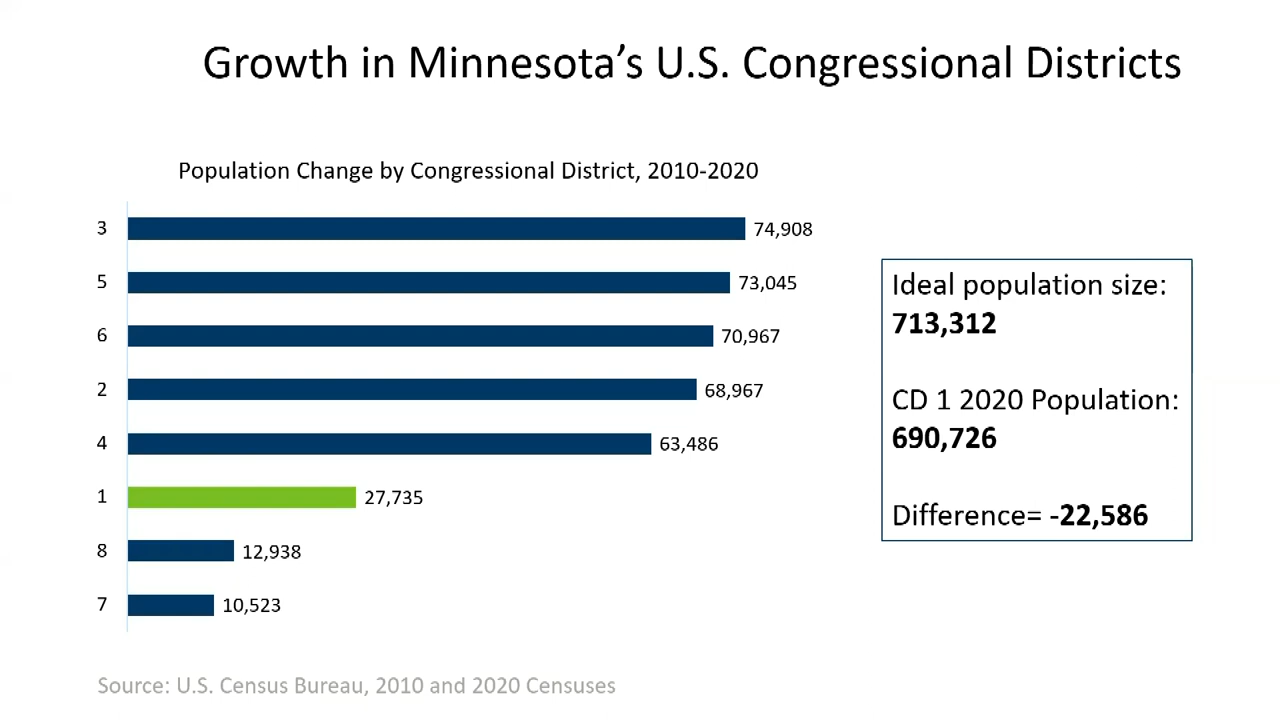 Growth in Minnesota’s U.S. Congressional Districts
Population Change by Congressional District, 2010-2020
3 74,908
5 73,045
6 70,967
2 68,967
4 63,486
1 27,735
8 12,938
7 10,523
Ideal population size:
713,312
CD 1 2020 Population:
690,726
Difference= -22,586
Source: U.S. Census Bureau, 2010 and 2020 Censuses